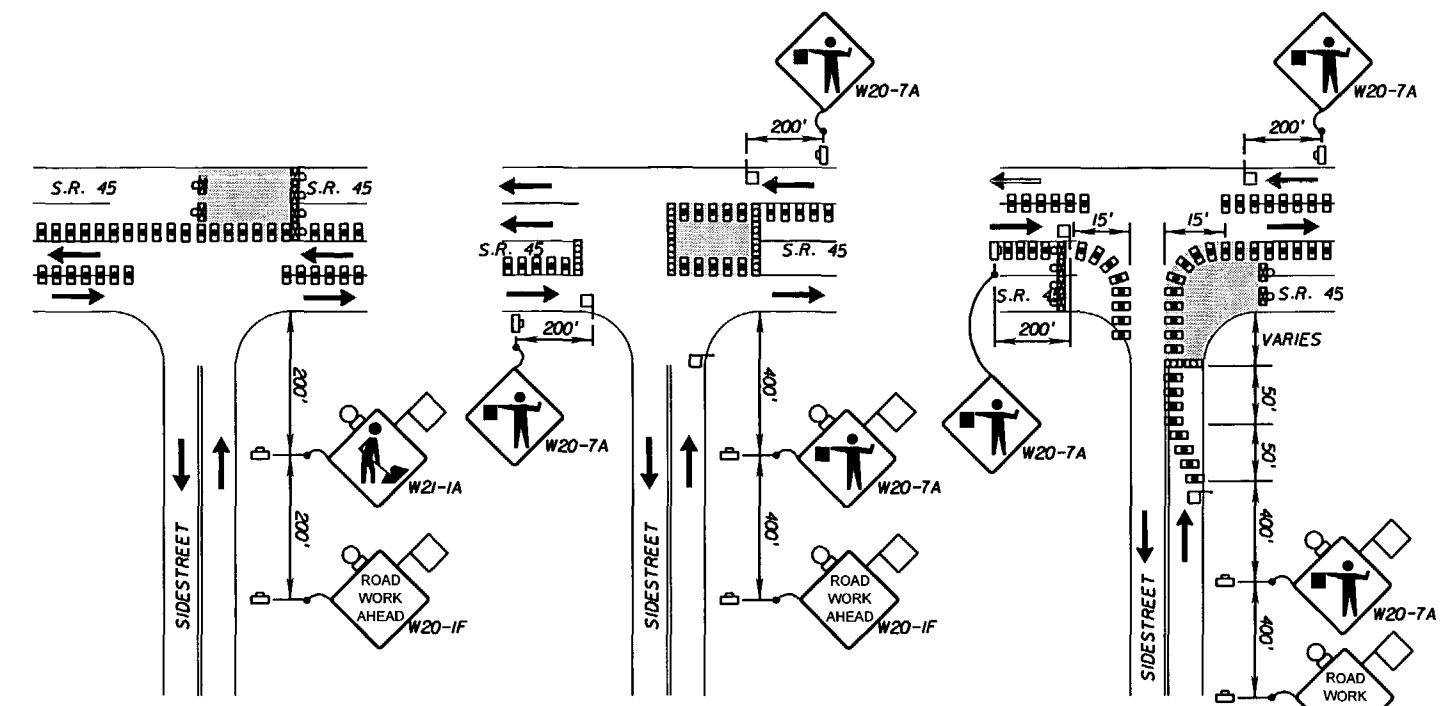 S.R. 45
S.R. 45
200'
W21-1A
200'
ROAD
WORK
AHEAD
W20-1F
SIDESTREET
W20-7A
200'
S.R. 45
S.R. 45
200'
W20-7A
400'
W20-7A
400'
ROAD
WORK
AHEAD
W20-1F
SIDESTREET
W20-7A
200'
15'
15'
S.R. 4
S.R. 45
200'
VARIES
W20-7A
50'
50'
400'
W20-7A
400'
SIDESTREET
ROAD
WORK